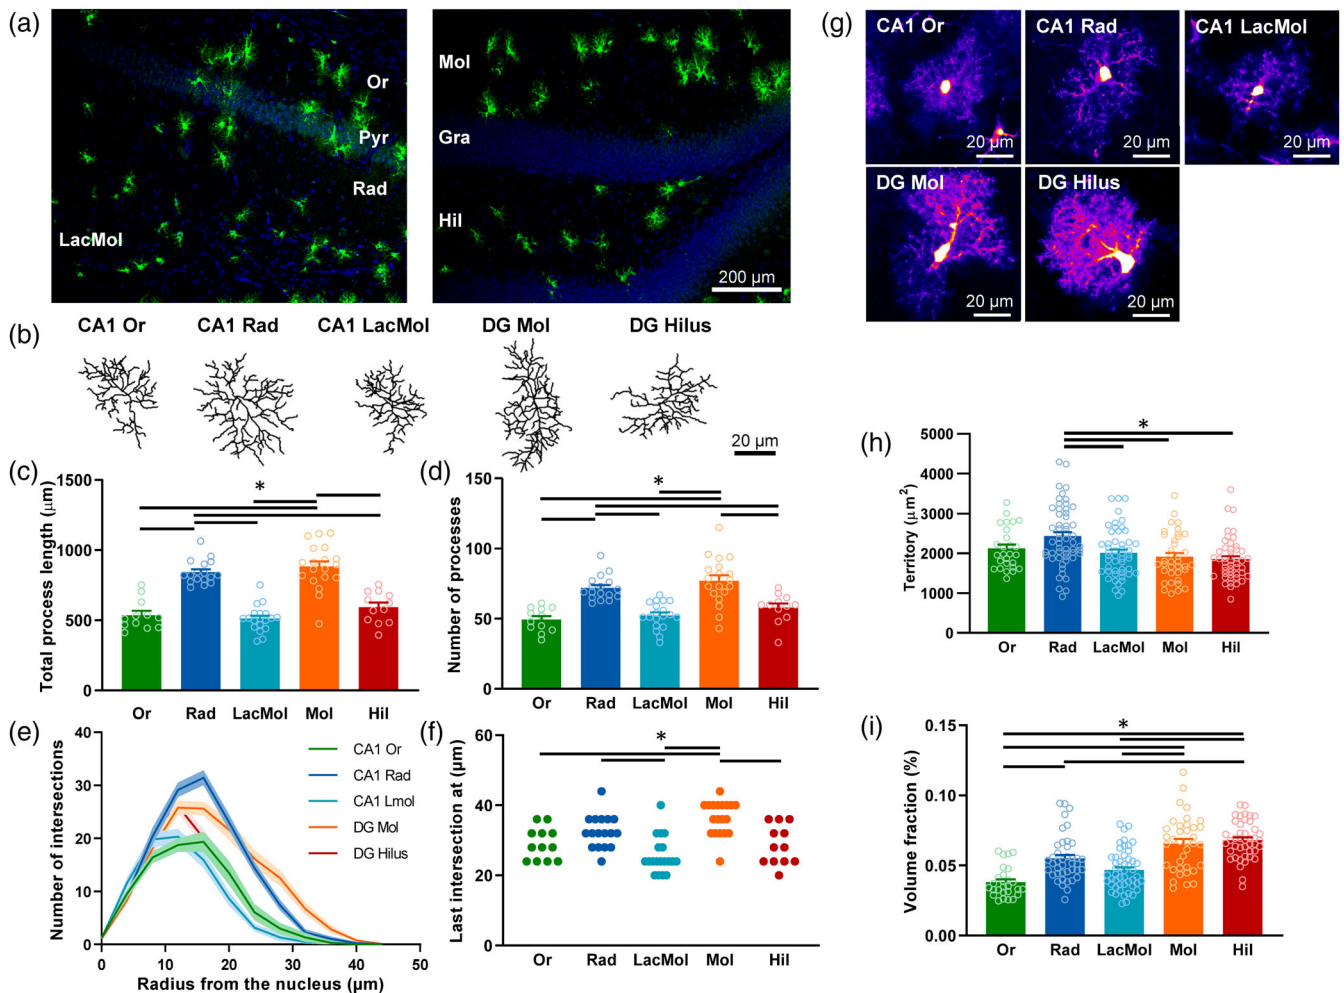 (a)
Or
Pyr
Rad
LacMol
Mol
Gra
Hil
200 µm
(b)
CA1 Or
CA1 Rad
CA1 LacMol
DG Mol
DG Hilus
20 µm
(c)
Total process length (µm)
1500
1000
500
0
*
Or Rad LacMol Mol Hil
(d)
Number of processes
150
100
50
0
*
Or Rad LacMol Mol Hil
(e)
Number of intersections
40
30
20
10
0
CA1 Or
CA1 Rad
CA1 Lmol
DG Mol
DG Hilus
0 10 20 30 40 50
Radius from the nucleus (µm)
(f)
Last intersection at (µm)
60
40
20
0
*
Or Rad LacMol Mol Hil
(g)
CA1 Or
20 µm
CA1 Rad
20 µm
CA1 LacMol
20 µm
DG Mol
20 µm
DG Hilus
20 µm
(h)
Territory (µm²)
5000
4000
3000
2000
1000
0
*
Or Rad LacMol Mol Hil
(i)
Volume fraction (%)
0.15
0.10
0.05
0.00
*
Or Rad LacMol Mol Hil